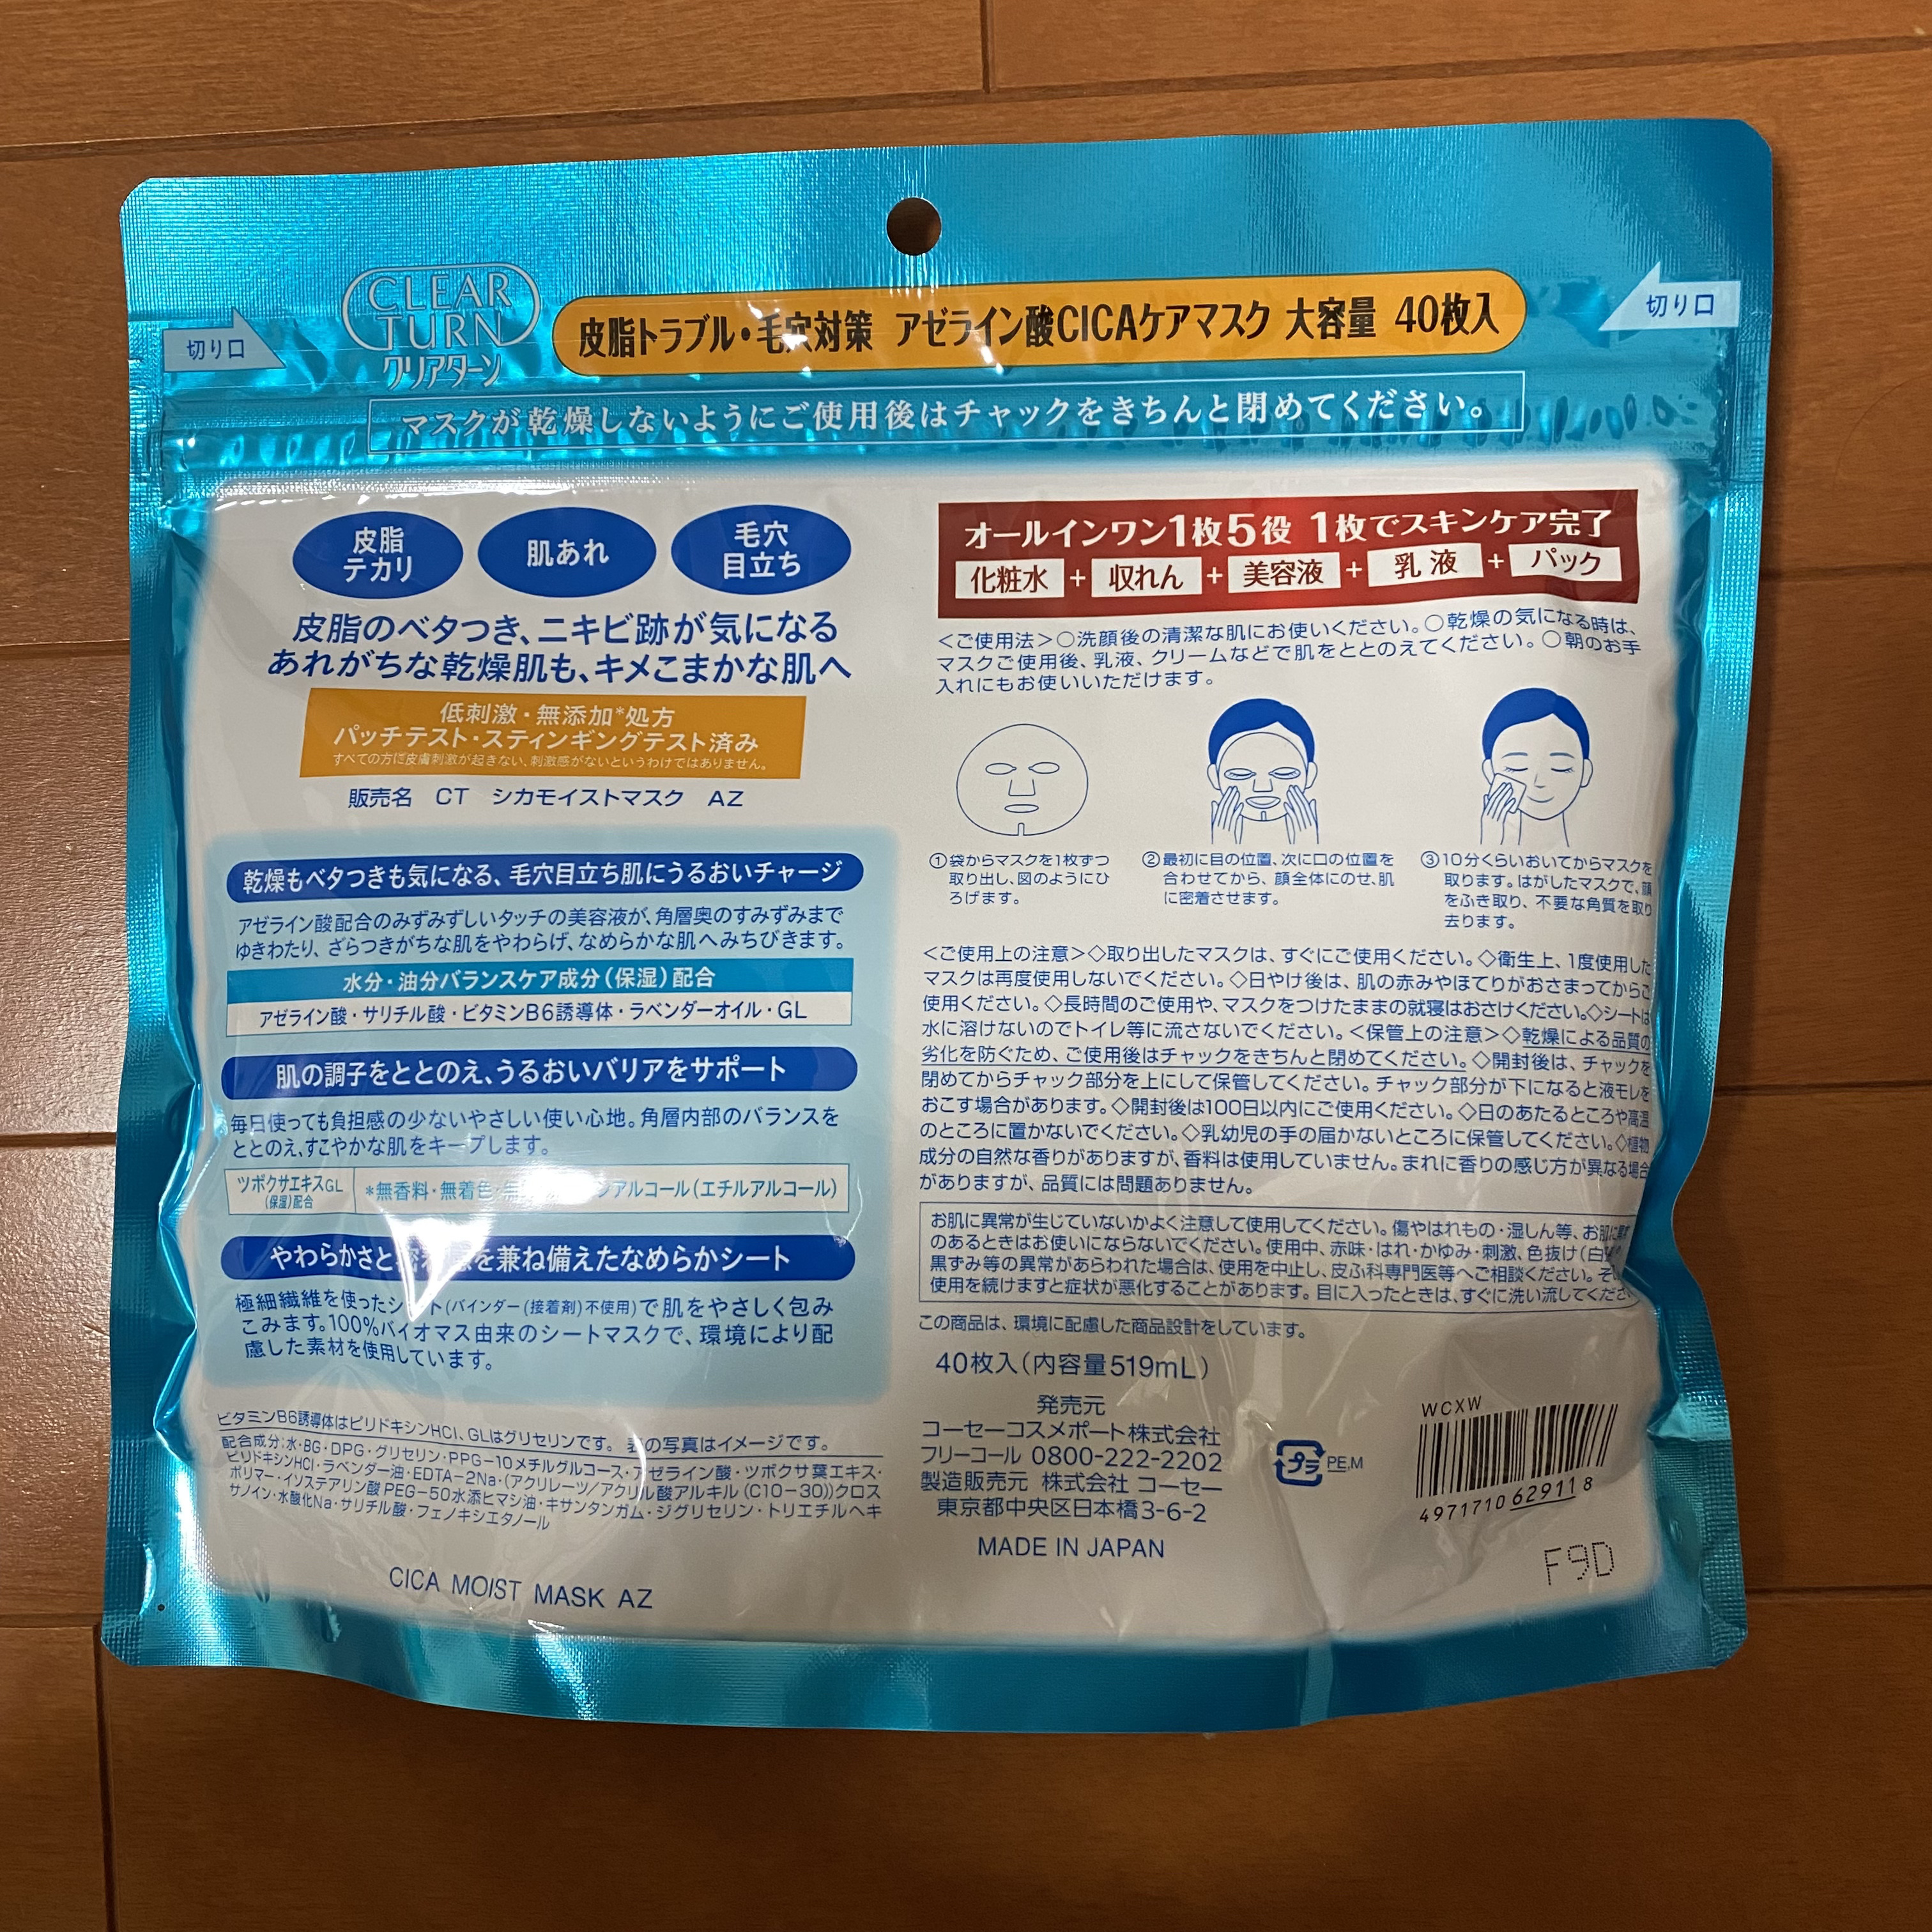 CLEAR
TURN
クリアターン
切り口
皮脂トラブル・毛穴対策 アゼライン酸CICAケアマスク 大容量 40枚入
切り口
マスクが乾燥しないようにご使用後はチャックをきちんと閉めてください。
皮脂
テカリ
肌あれ
毛穴
目立ち
皮脂のベタつき、ニキビ跡が気になる
あれがちな乾燥肌も、キメこまかな肌へ
低刺激・無添加*処方
パッチテスト・スティンギングテスト済み
すべての方に皮膚刺激が起きない、刺激感がないというわけではありません。
販売名 CT シカモイストマスク AZ
乾燥もベタつきも気になる、毛穴目立ち肌にうるおいチャージ
アゼライン酸配合のみずみずしいタッチの美容液が、角層奥のすみずみまで
ゆきわたり、ざらつきがちな肌をやわらげ、なめらかな肌へみちびきます。
水分・油分バランスケア成分(保湿)配合
アゼライン酸・サリチル酸・ビタミンB6誘導体・ラベンダーオイル・GL
肌の調子をととのえ、うるおいバリアをサポート
毎日使っても負担感の少ないやさしい使い心地。角層内部のバランスを
ととのえ、すこやかな肌をキープします。
ツボクサエキスGL
(保湿)配合
*無香料・無着色・ アルコール(エチルアルコール)
やわらかさと を兼ね備えたなめらかシート
極細繊維を使ったシート(バインダー(接着剤)不使用)で肌をやさしく包み
こみます。100%バイオマス由来のシートマスクで、環境により配
慮した素材を使用しています。
ビタミンB6誘導体はピリドキシンHCl、GLはグリセリンです。 表の写真はイメージです。
配合成分:水・BG・DPG・グリセリン・PPG-10メチルグルコース・アゼライン酸・ツボクサ葉エキス・
ピリドキシンHCl・ラベンダー油・EDTA-2Na・(アクリレーツ/アクリル酸アルキル(C10-30))クロス
ポリマー・イソステアリン酸PEG-50水添ヒマシ油・キサンタンガム・ジグリセリン・トリエチルヘキ
サノイン・水酸化Na・サリチル酸・フェノキシエタノール
CICA MOIST MASK AZ
オールインワン1枚5役 1枚でスキンケア完了
化粧水 + 収れん + 美容液 + 乳液 + パック
<ご使用法>○洗顔後の清潔な肌にお使いください。○乾燥の気になる時は、
マスクご使用後、乳液、クリームなどで肌をととのえてください。○朝のお手
入れにもお使いいただけます。
①袋からマスクを1枚ずつ
取り出し、図のようにひ
ろげます。
②最初に目の位置、次に口の位置を
合わせてから、顔全体にのせ、肌
に密着させます。
③10分くらいおいてからマスクを
取ります。はがしたマスクで、顔
をふき取り、不要な角質を取り
去ります。
<ご使用上の注意>◇取り出したマスクは、すぐにご使用ください。◇衛生上、1度使用した
マスクは再度使用しないでください。◇日やけ後は、肌の赤みやほてりがおさまってからご
使用ください。◇長時間のご使用や、マスクをつけたままの就寝はおさけください。◇シートは
水に溶けないのでトイレ等に流さないでください。<保管上の注意>◇乾燥による品質の
劣化を防ぐため、ご使用後はチャックをきちんと閉めてください。◇開封後は、チャックを
閉めてからチャック部分を上にして保管してください。チャック部分が下になると液モレを
おこす場合があります。◇開封後は100日以内にご使用ください。◇日のあたるところや高温
のところに置かないでください。◇乳幼児の手の届かないところに保管してください。◇植物
成分の自然な香りがありますが、香料は使用していません。まれに香りの感じ方が異なる場合
がありますが、品質には問題ありません。
お肌に異常が生じていないかよく注意して使用してください。傷やはれもの・湿しん等、お肌に
のあるときはお使いにならないでください。使用中、赤味・はれ・かゆみ・刺激、色抜け(白
黒ずみ等の異常があらわれた場合は、使用を中止し、皮ふ科専門医等へご相談ください。そ
使用を続けますと症状が悪化することがあります。目に入ったときは、すぐに洗い流してくださ
この商品は、環境に配慮した商品設計をしています。
40枚入(内容量519mL)
発売元
コーセーコスメポート株式会社
フリーコール 0800-222-2202
製造販売元 株式会社 コーセー
東京都中央区日本橋3-6-2
MADE IN JAPAN
プラ PE,M
WCXW
4971710629118
F9D